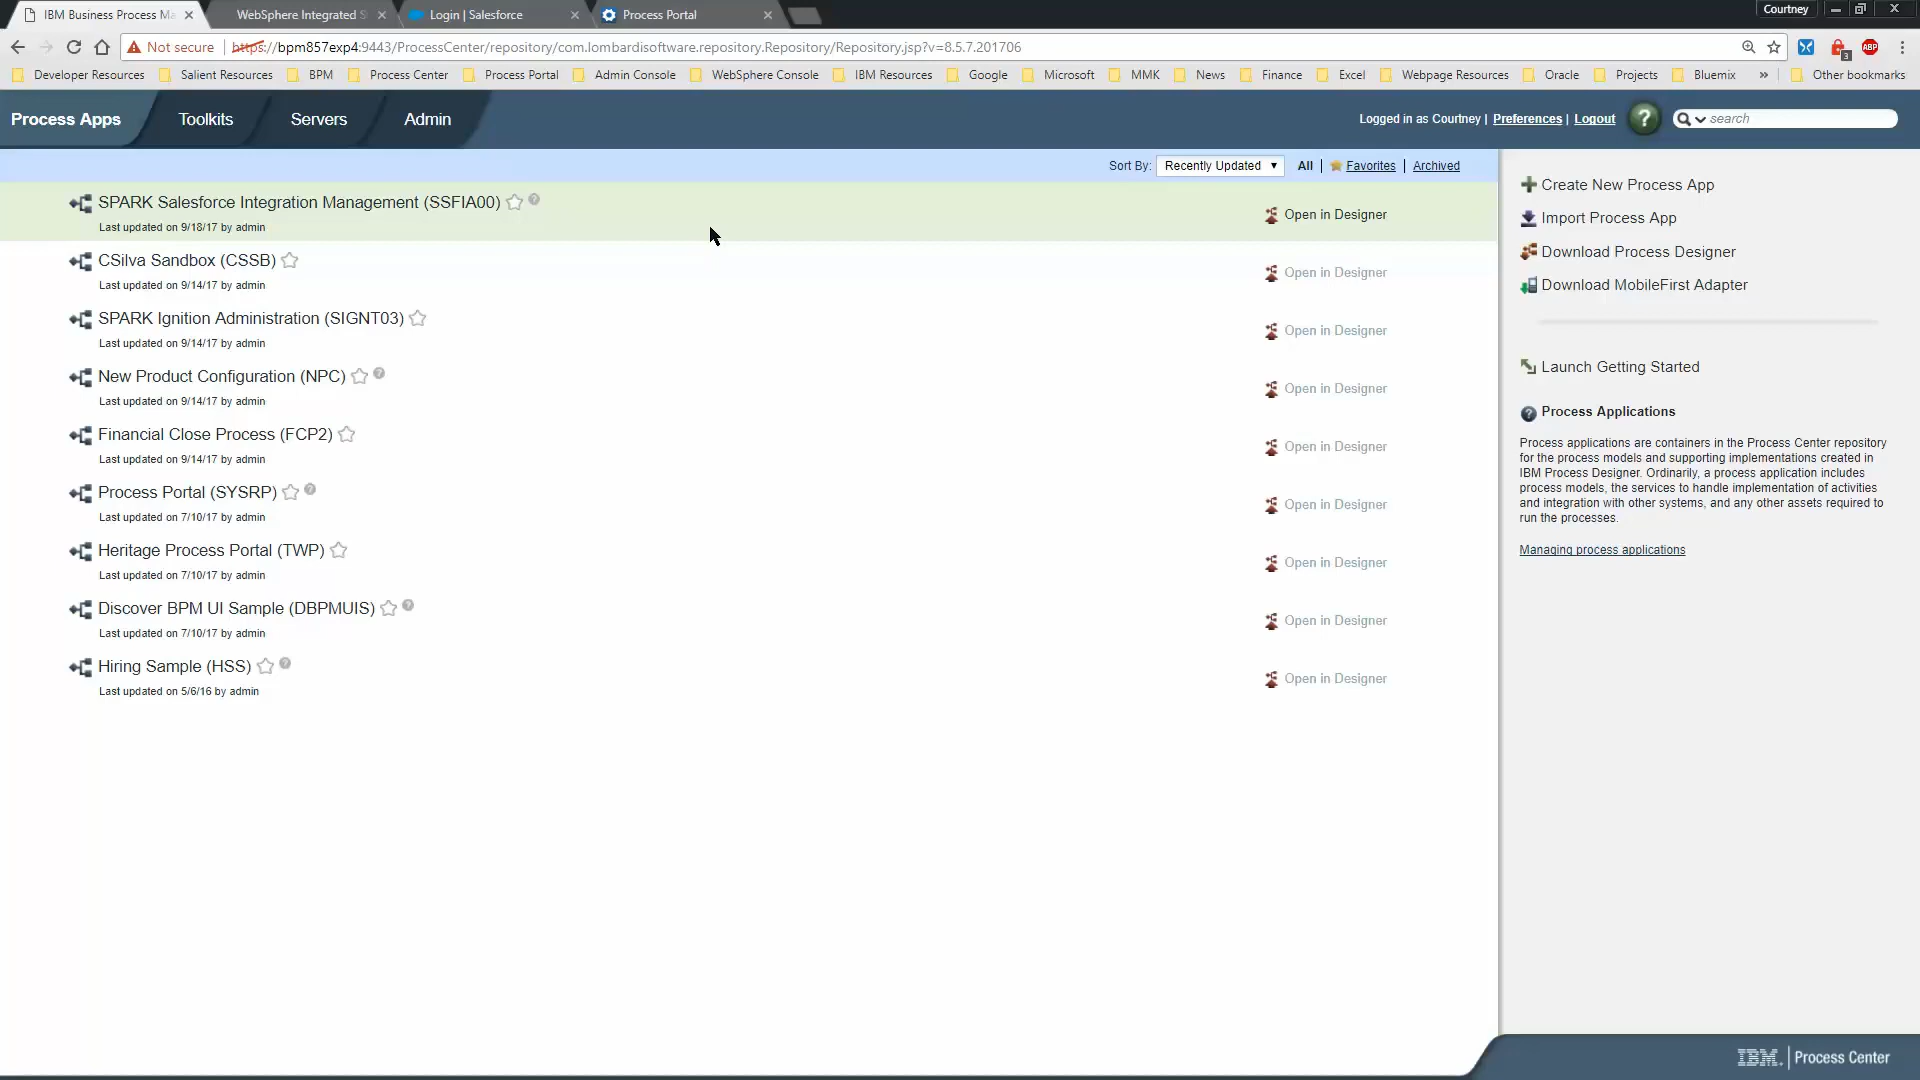 IBM Business Process Ma
WebSphere Integrated S
Login | Salesforce
Process Portal
Courtney
Not secure | https://bpm857exp4:9443/ProcessCenter/repository/com.lombardisoftware.repository.Repository/Repository.jsp?v=8.5.7.201706
ABP
3
Developer Resources Salient Resources BPM Process Center Process Portal Admin Console WebSphere Console IBM Resources Google Microsoft MMK News Finance Excel Webpage Resources Oracle Projects Bluemix » Other bookmarks
Process Apps Toolkits Servers Admin
Logged in as Courtney | Preferences | Logout ? search
Sort By: Recently Updated All | Favorites | Archived
SPARK Salesforce Integration Management (SSFIA00) ?
Last updated on 9/18/17 by admin
Open in Designer
CSilva Sandbox (CSSB)
Last updated on 9/14/17 by admin
Open in Designer
SPARK Ignition Administration (SIGNT03)
Last updated on 9/14/17 by admin
Open in Designer
New Product Configuration (NPC) ?
Last updated on 9/14/17 by admin
Open in Designer
Financial Close Process (FCP2)
Last updated on 9/14/17 by admin
Open in Designer
Process Portal (SYSRP) ?
Last updated on 7/10/17 by admin
Open in Designer
Heritage Process Portal (TWP)
Last updated on 7/10/17 by admin
Open in Designer
Discover BPM UI Sample (DBPMUIS) ?
Last updated on 7/10/17 by admin
Open in Designer
Hiring Sample (HSS) ?
Last updated on 5/6/16 by admin
Open in Designer
Create New Process App
Import Process App
Download Process Designer
Download MobileFirst Adapter
Launch Getting Started
? Process Applications
Process applications are containers in the Process Center repository
for the process models and supporting implementations created in
IBM Process Designer. Ordinarily, a process application includes
process models, the services to handle implementation of activities
and integration with other systems, and any other assets required to
run the processes.
Managing process applications
IBM. | Process Center